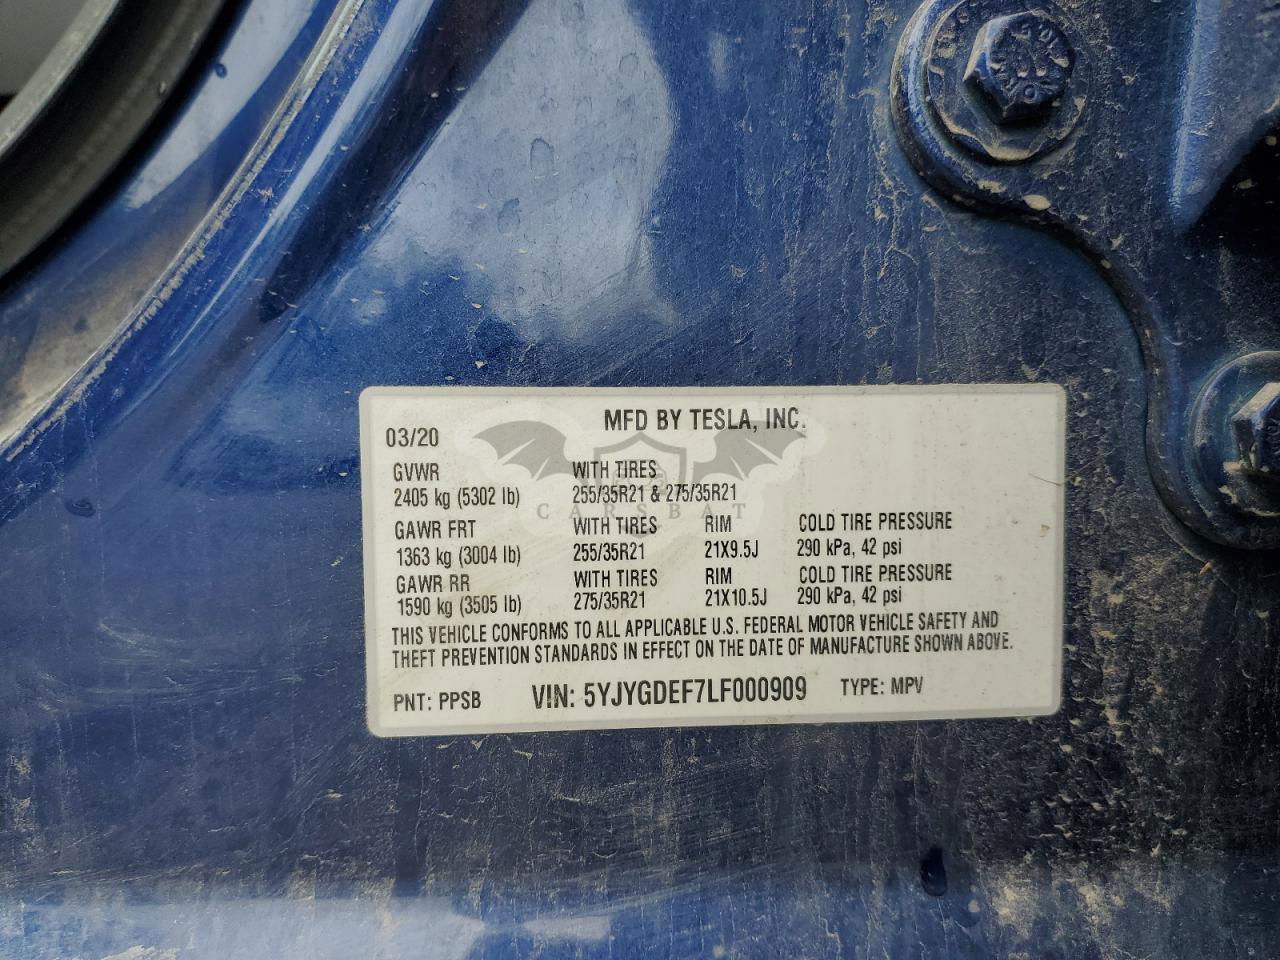 MFD BY TESLA, INC.
03/20
GVWR WITH TIRES
2405 kg (5302 lb) 255/35R21 & 275/35R21
CARSBAT
GAWR FRT WITH TIRES RIM COLD TIRE PRESSURE
1363 kg (3004 lb) 255/35R21 21X9.5J 290 kPa, 42 psi
GAWR RR WITH TIRES RIM COLD TIRE PRESSURE
1590 kg (3505 lb) 275/35R21 21X10.5J 290 kPa, 42 psi
THIS VEHICLE CONFORMS TO ALL APPLICABLE U.S. FEDERAL MOTOR VEHICLE SAFETY AND
THEFT PREVENTION STANDARDS IN EFFECT ON THE DATE OF MANUFACTURE SHOWN ABOVE.
PNT: PPSB VIN: 5YJYGDEF7LF000909 TYPE: MPV